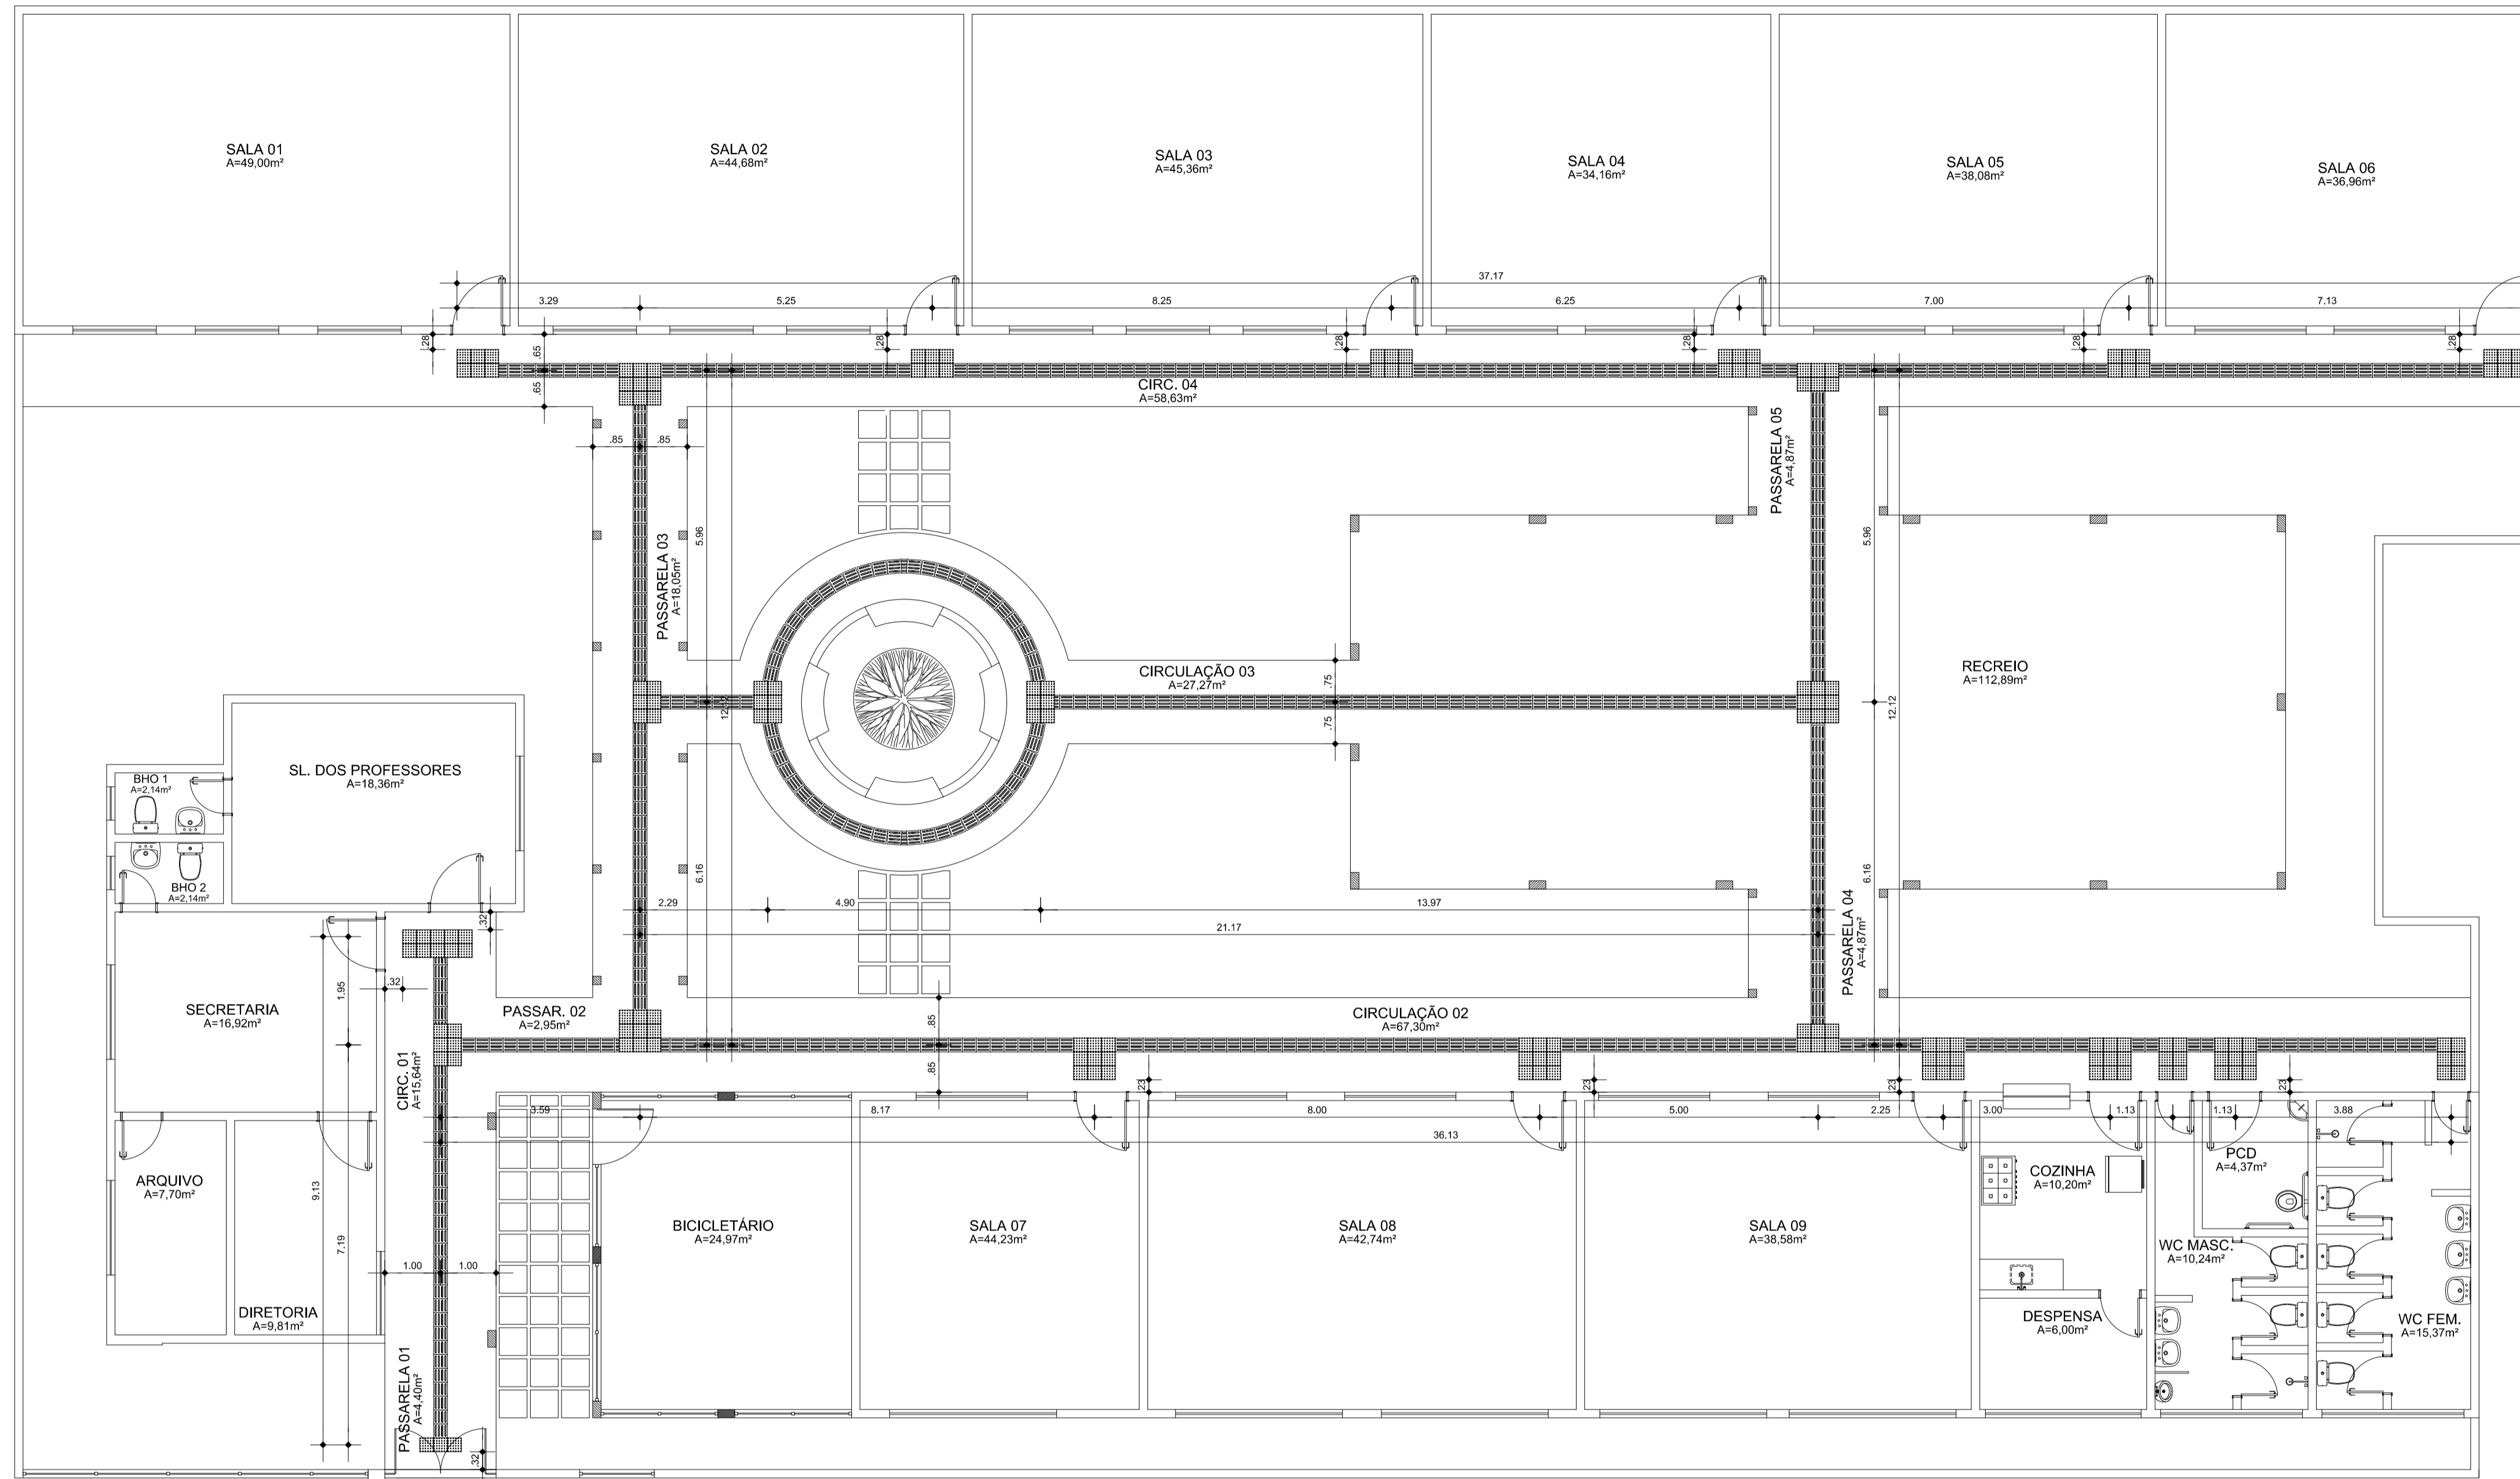 SALA 01
A=49,00m²
SALA 02
A=44,68m²
SALA 03
A=45,36m²
SALA 04
A=34,16m²
SALA 05
A=38,08m²
SALA 06
A=36,96m²
37.17
3.29
5.25
8.25
6.25
7.00
7.13
.28
.28
.28
.28
.28
.28
.65
.65
CIRC. 04
A=58,63m²
.85
.85
PASSARELA 05
A=4,87m²
5.96
5.96
PASSARELA 03
A=18,05m²
CIRCULAÇÃO 03
A=27,27m²
.75
.75
RECREIO
A=112,89m²
12.12
12.12
SL. DOS PROFESSORES
A=18,36m²
BHO 1
A=2,14m²
BHO 2
A=2,14m²
6.16
6.16
2.29
4.90
13.97
21.17
PASSARELA 04
A=4,87m²
.32
.32
1.95
SECRETARIA
A=16,92m²
PASSAR. 02
A=2,95m²
CIRCULAÇÃO 02
A=67,30m²
.85
.85
CIRC. 01
A=15,64m²
.23
.23
.23
.23
3.59
8.17
8.00
5.00
2.25
3.00
1.13
1.13
3.88
36.13
ARQUIVO
A=7,70m²
9.13
7.19
BICICLETÁRIO
A=24,97m²
SALA 07
A=44,23m²
SALA 08
A=42,74m²
SALA 09
A=38,58m²
COZINHA
A=10,20m²
PCD
A=4,37m²
WC MASC.
A=10,24m²
1.00
1.00
DIRETORIA
A=9,81m²
DESPENSA
A=6,00m²
WC FEM.
A=15,37m²
PASSARELA 01
A=4,40m²
.32